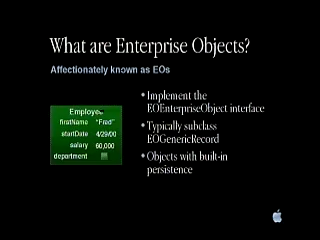 What are Enterprise Objects?
Affectionately known as EOs
Employee
firstName "Fred"
startDate 4/29/00
salary 60,000
department
• Implement the
EOEnterpriseObject interface
• Typically subclass
EOGenericRecord
• Objects with built-in
persistence